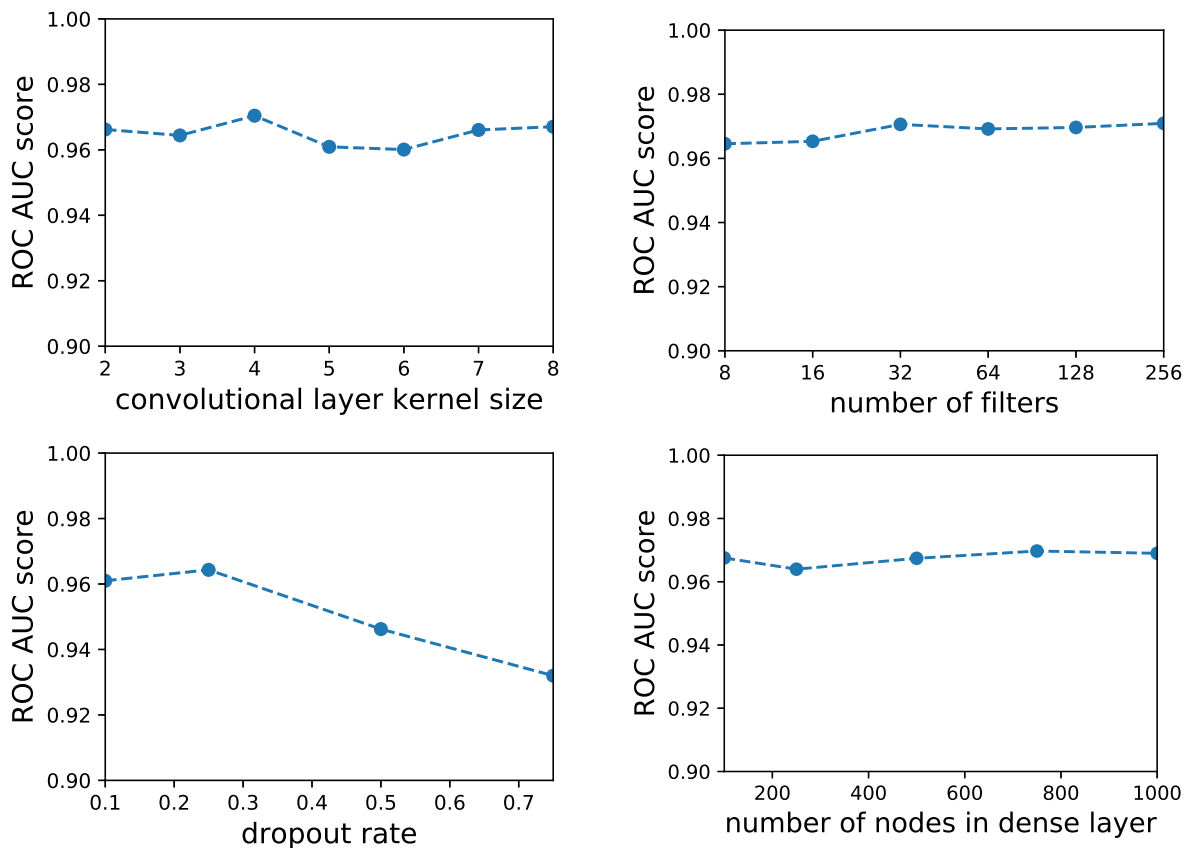 ROC AUC score
1.00
0.98
0.96
0.94
0.92
0.90
2 3 4 5 6 7 8
convolutional layer kernel size
ROC AUC score
1.00
0.98
0.96
0.94
0.92
0.90
8 16 32 64 128 256
number of filters
ROC AUC score
1.00
0.98
0.96
0.94
0.92
0.90
0.1 0.2 0.3 0.4 0.5 0.6 0.7
dropout rate
ROC AUC score
1.00
0.98
0.96
0.94
0.92
0.90
200 400 600 800 1000
number of nodes in dense layer